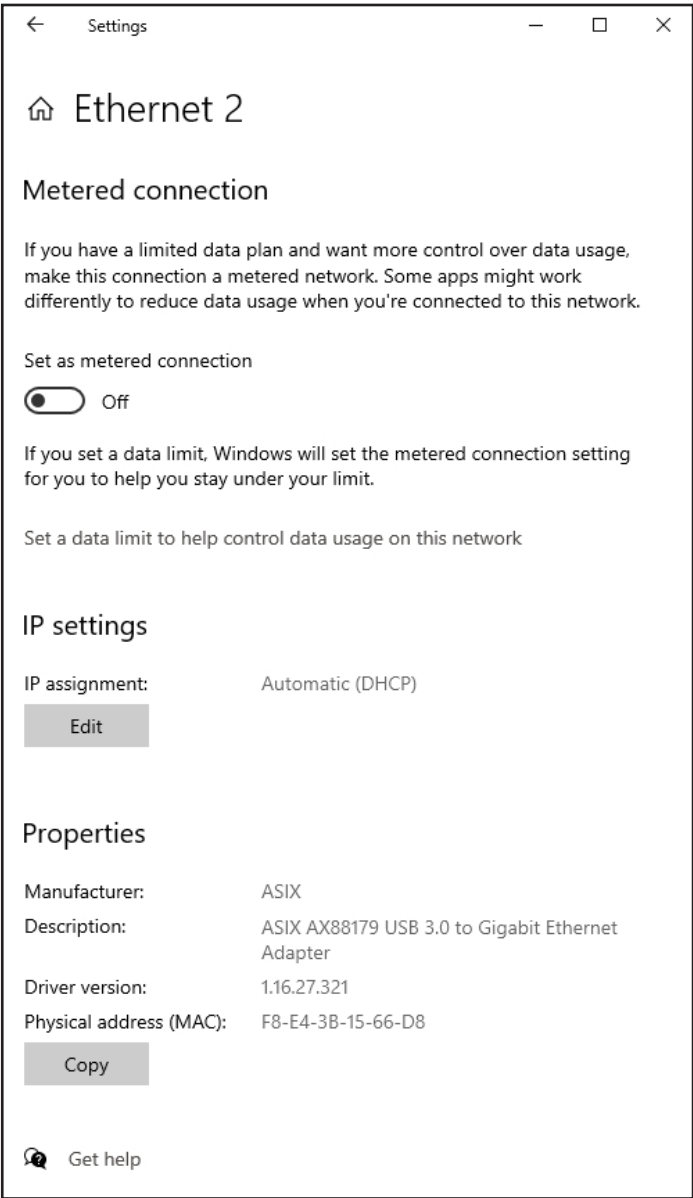 Settings
Ethernet 2
Metered connection
If you have a limited data plan and want more control over data usage,
make this connection a metered network. Some apps might work
differently to reduce data usage when you're connected to this network.
Set as metered connection
Off
If you set a data limit, Windows will set the metered connection setting
for you to help you stay under your limit.
Set a data limit to help control data usage on this network
IP settings
IP assignment: Automatic (DHCP)
Edit
Properties
Manufacturer: ASIX
Description: ASIX AX88179 USB 3.0 to Gigabit Ethernet
Adapter
Driver version: 1.16.27.321
Physical address (MAC): F8-E4-3B-15-66-D8
Copy
Get help